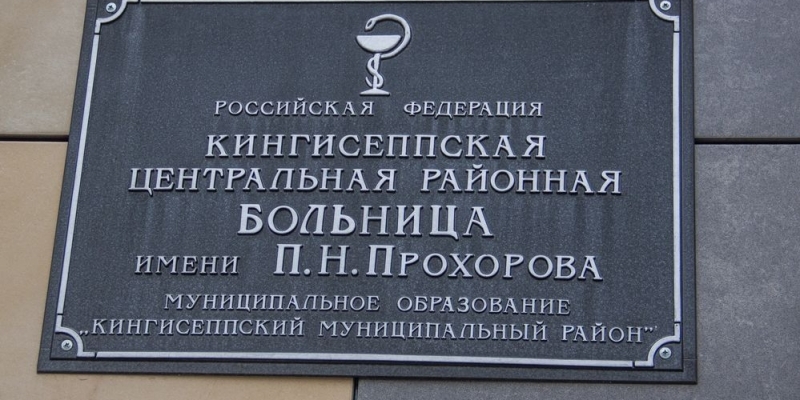 РОССИЙСКАЯ ФЕДЕРАЦИЯ
КИНГИСЕППСКАЯ
ЦЕНТРАЛЬНАЯ РАЙОННАЯ
БОЛЬНИЦА
ИМЕНИ П.Н.ПРОХОРОВА
МУНИЦИПАЛЬНОЕ ОБРАЗОВАНИЕ
„КИНГИСЕППСКИЙ МУНИЦИПАЛЬНЫЙ РАЙОН”